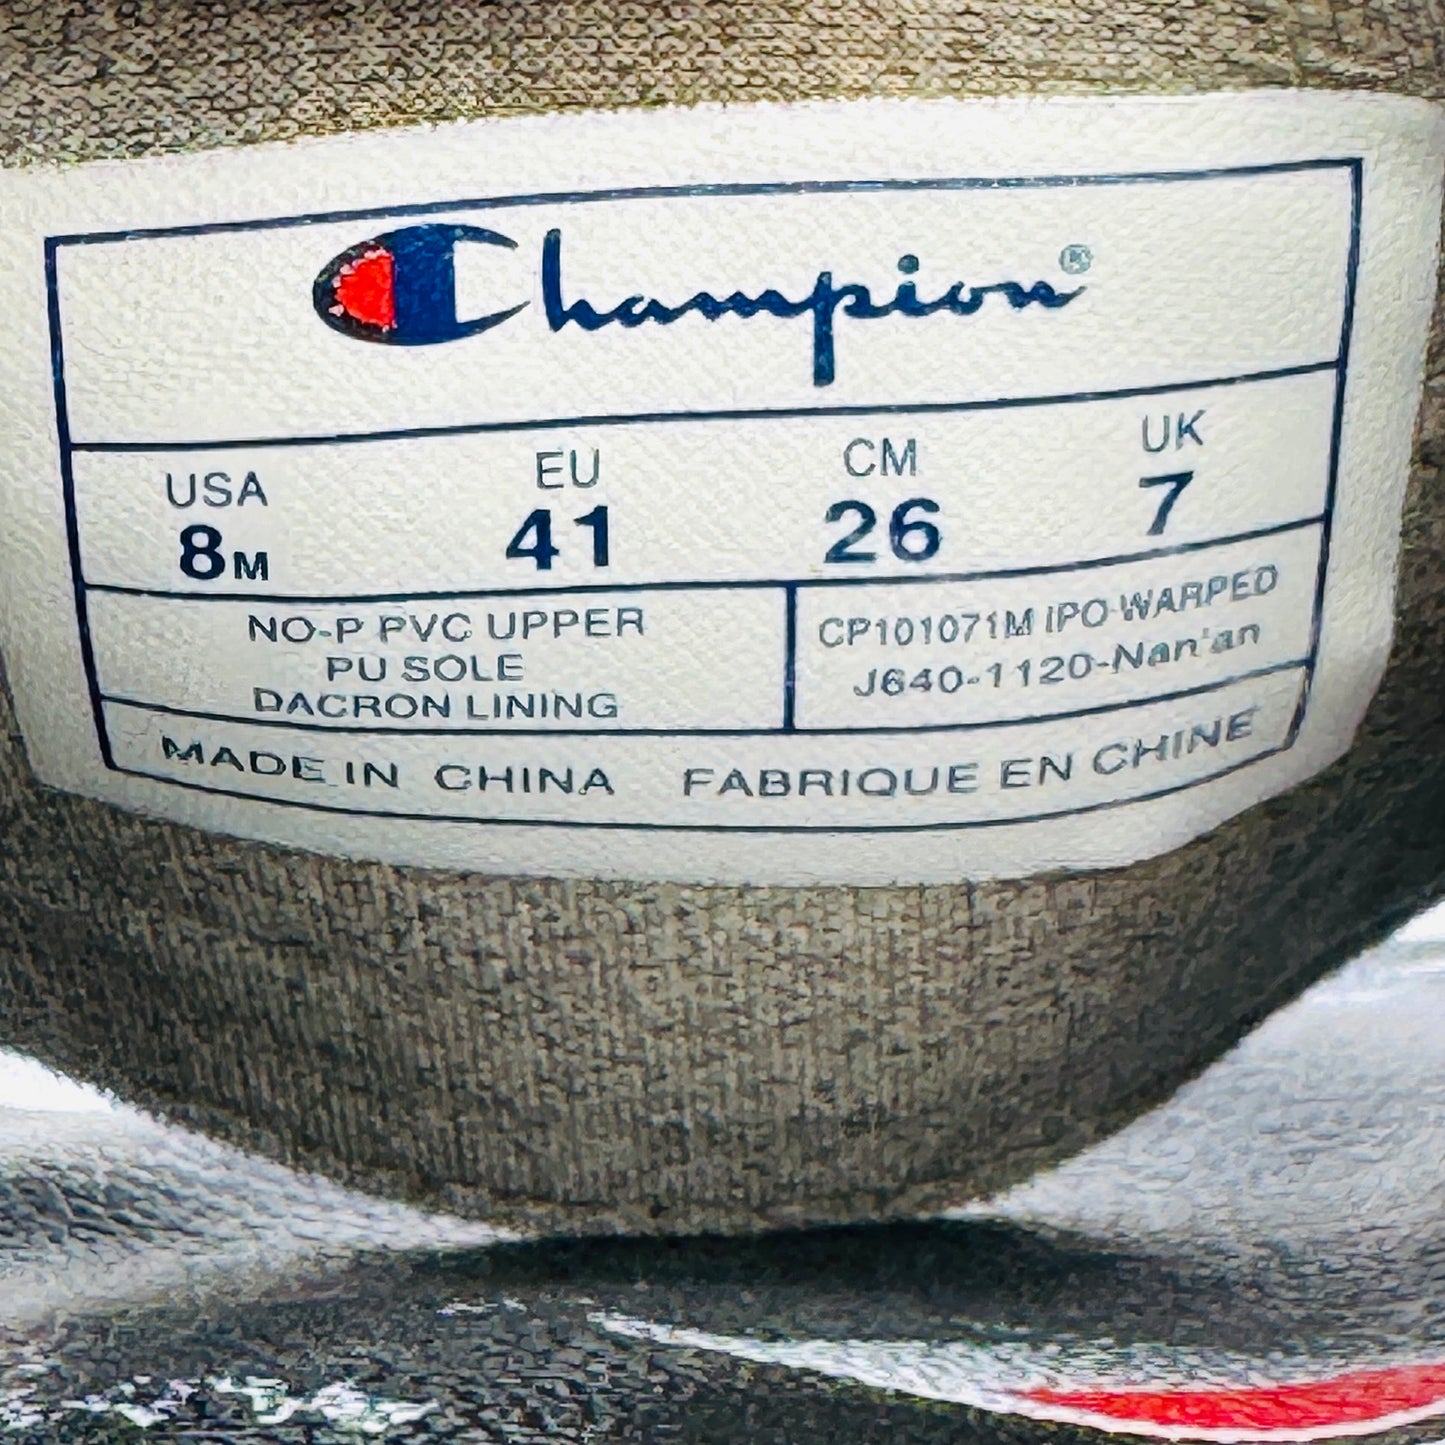 Champion®
USA EU CM UK
8M 41 26 7
NO-P PVC UPPER
PU SOLE
DACRON LINING
CP101071M IPO-WARPED
J640-1120-Nan'an
MADE IN CHINA FABRIQUE EN CHINE